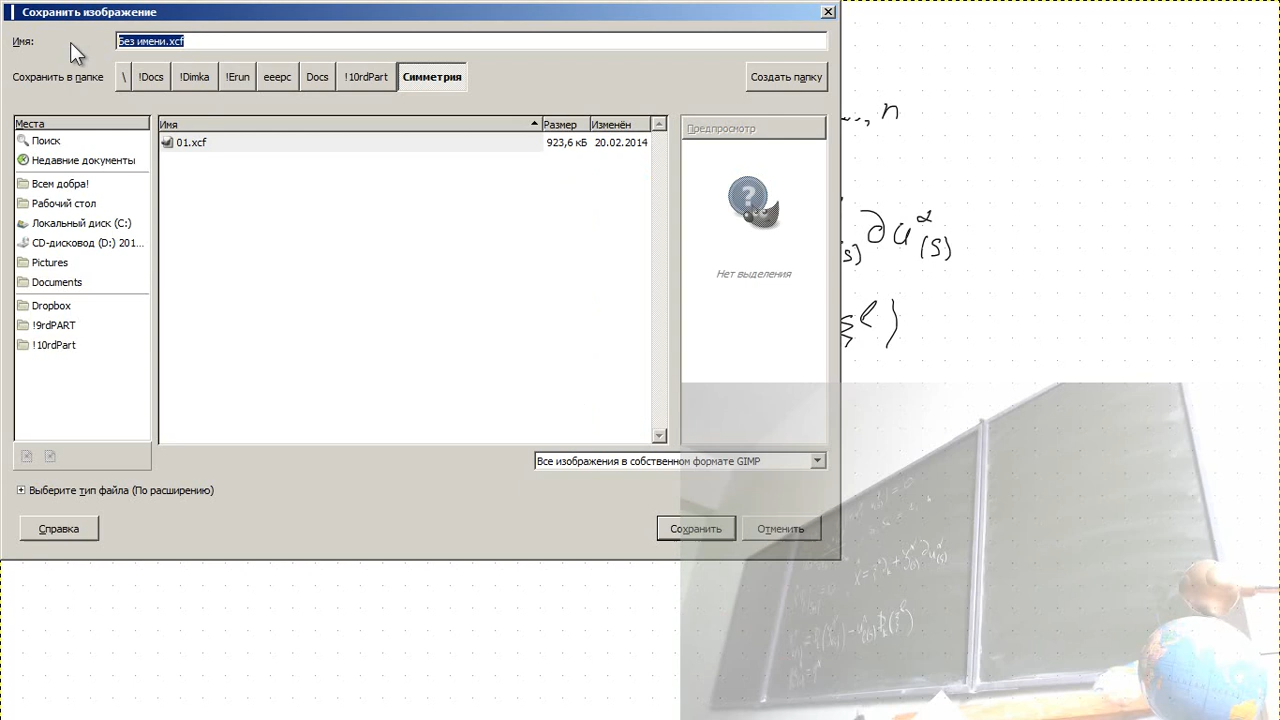 Сохранить изображение
Имя:
Без имени.xcf
Сохранить в папке
\
!Docs
!Dimka
!Erun
eeepc
Docs
!10rdPart
Симметрия
Создать папку
Места
Поиск
Недавние документы
Всем добра!
Рабочий стол
Локальный диск (C:)
CD-дисковод (D:) 201...
Pictures
Documents
Dropbox
!9rdPART
!10rdPart
Имя Размер Изменён
01.xcf 923,6 кБ 20.02.2014
Предпросмотр
Нет выделения
Все изображения в собственном формате GIMP
Выберите тип файла (По расширению)
Справка
Сохранить
Отменить
..., n
s) ∂u^α_(s)